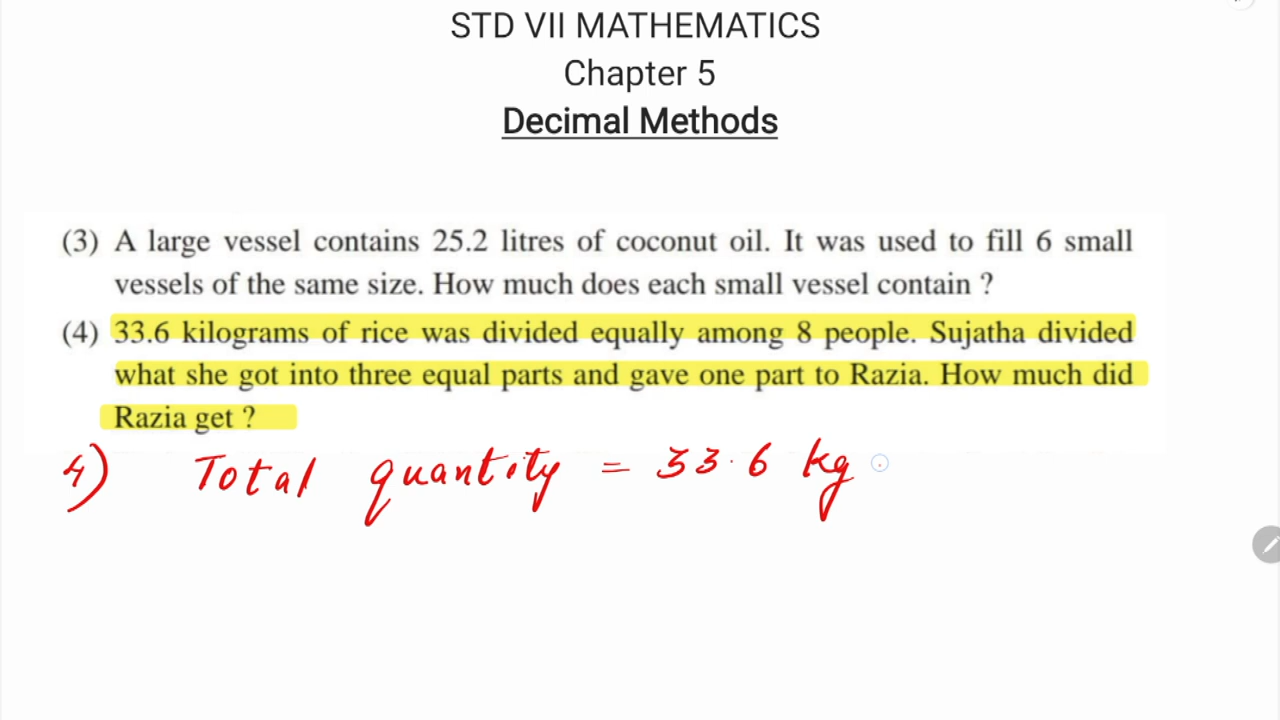 STD VII MATHEMATICS
Chapter 5
Decimal Methods
(3) A large vessel contains 25.2 litres of coconut oil. It was used to fill 6 small
vessels of the same size. How much does each small vessel contain ?
(4) 33.6 kilograms of rice was divided equally among 8 people. Sujatha divided
what she got into three equal parts and gave one part to Razia. How much did
Razia get ?
4) Total quantity = 33.6 kg